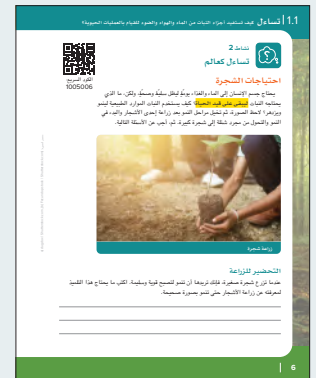 1.1 | تساءل كيف تستفيد أجزاء النبات من الماء والهواء والضوء للقيام بالعمليات الحيوية؟
نشاط 2
تساءل كعالم
الكود السريع:
1005006
احتياجات الشجرة
يحتاج جسم الإنسان إلى الماء والغذاء يوميًا ليظل سليمًا وصحيًا، ولكن، ما الذي
يحتاجه النبات ليبقى على قيد الحياة؟ كيف يستخدم النبات الموارد الطبيعية لينمو
ويزدهر؟ لاحظ الصورة، ثم تخيل مراحل النمو بعد زراعة إحدى الأشجار والبدء في
النمو والتحول من مجرد شتلة إلى شجرة كبيرة. ثم، أجب عن الأسئلة التالية.
زراعة شجرة
التحضير للزراعة
عندما تزرع شجرة صغيرة، فإنك تريدها أن تنمو لتصبح قوية وسليمة. اكتب ما يحتاج هذا التلميذ
لمعرفته عن زراعة الأشجار حتى تنمو بصورة صحيحة.
6